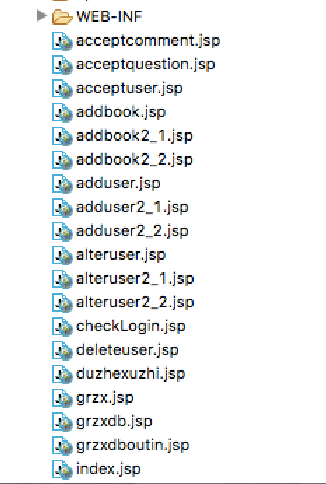 WEB-INF
acceptcomment.jsp
acceptquestion.jsp
acceptuser.jsp
addbook.jsp
addbook2_1.jsp
addbook2_2.jsp
adduser.jsp
adduser2_1.jsp
adduser2_2.jsp
alteruser.jsp
alteruser2_1.jsp
alteruser2_2.jsp
checkLogin.jsp
deleteuser.jsp
duzhexuzhi.jsp
grzx.jsp
grzxdb.jsp
grzxdboutin.jsp
index.jsp